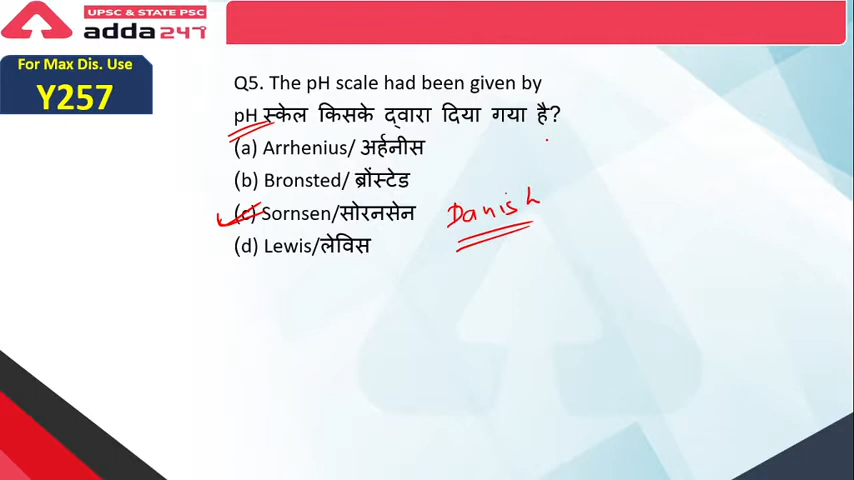 UPSC & STATE PSC
adda247
For Max Dis. Use
Y257
Q5. The pH scale had been given by
pH स्केल किसके द्वारा दिया गया है?
(a) Arrhenius/ अर्हनीस
(b) Bronsted/ ब्रोंस्टेड
(c) Sornsen/सोरनसेन
Danish
(d) Lewis/लेविस